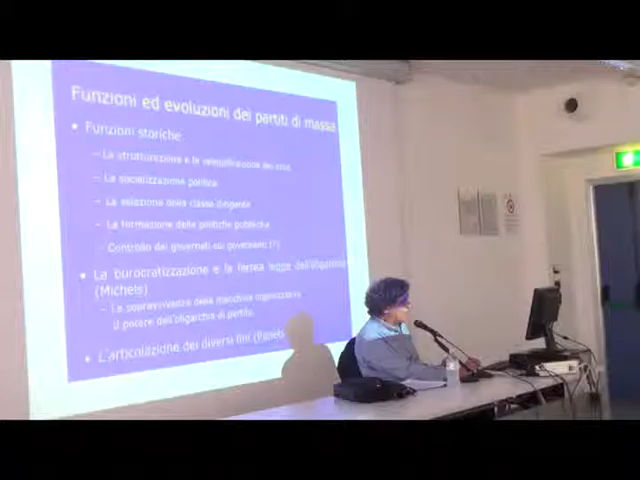 Funzioni ed evoluzioni dei partiti di massa
• Funzioni storiche
– La strutturazione e la semplificazione del voto
– La socializzazione politica
– La selezione della classe dirigente
– La formazione delle politiche pubbliche
– Controllo dei governati sui governanti (?)
• La burocratizzazione e la ferrea legge dell'oligarchia
(Michels)
– La sopravvivenza della macchina organizzativa
il potere dell'oligarchia di partito.
• L'articolazione dei diversi fini